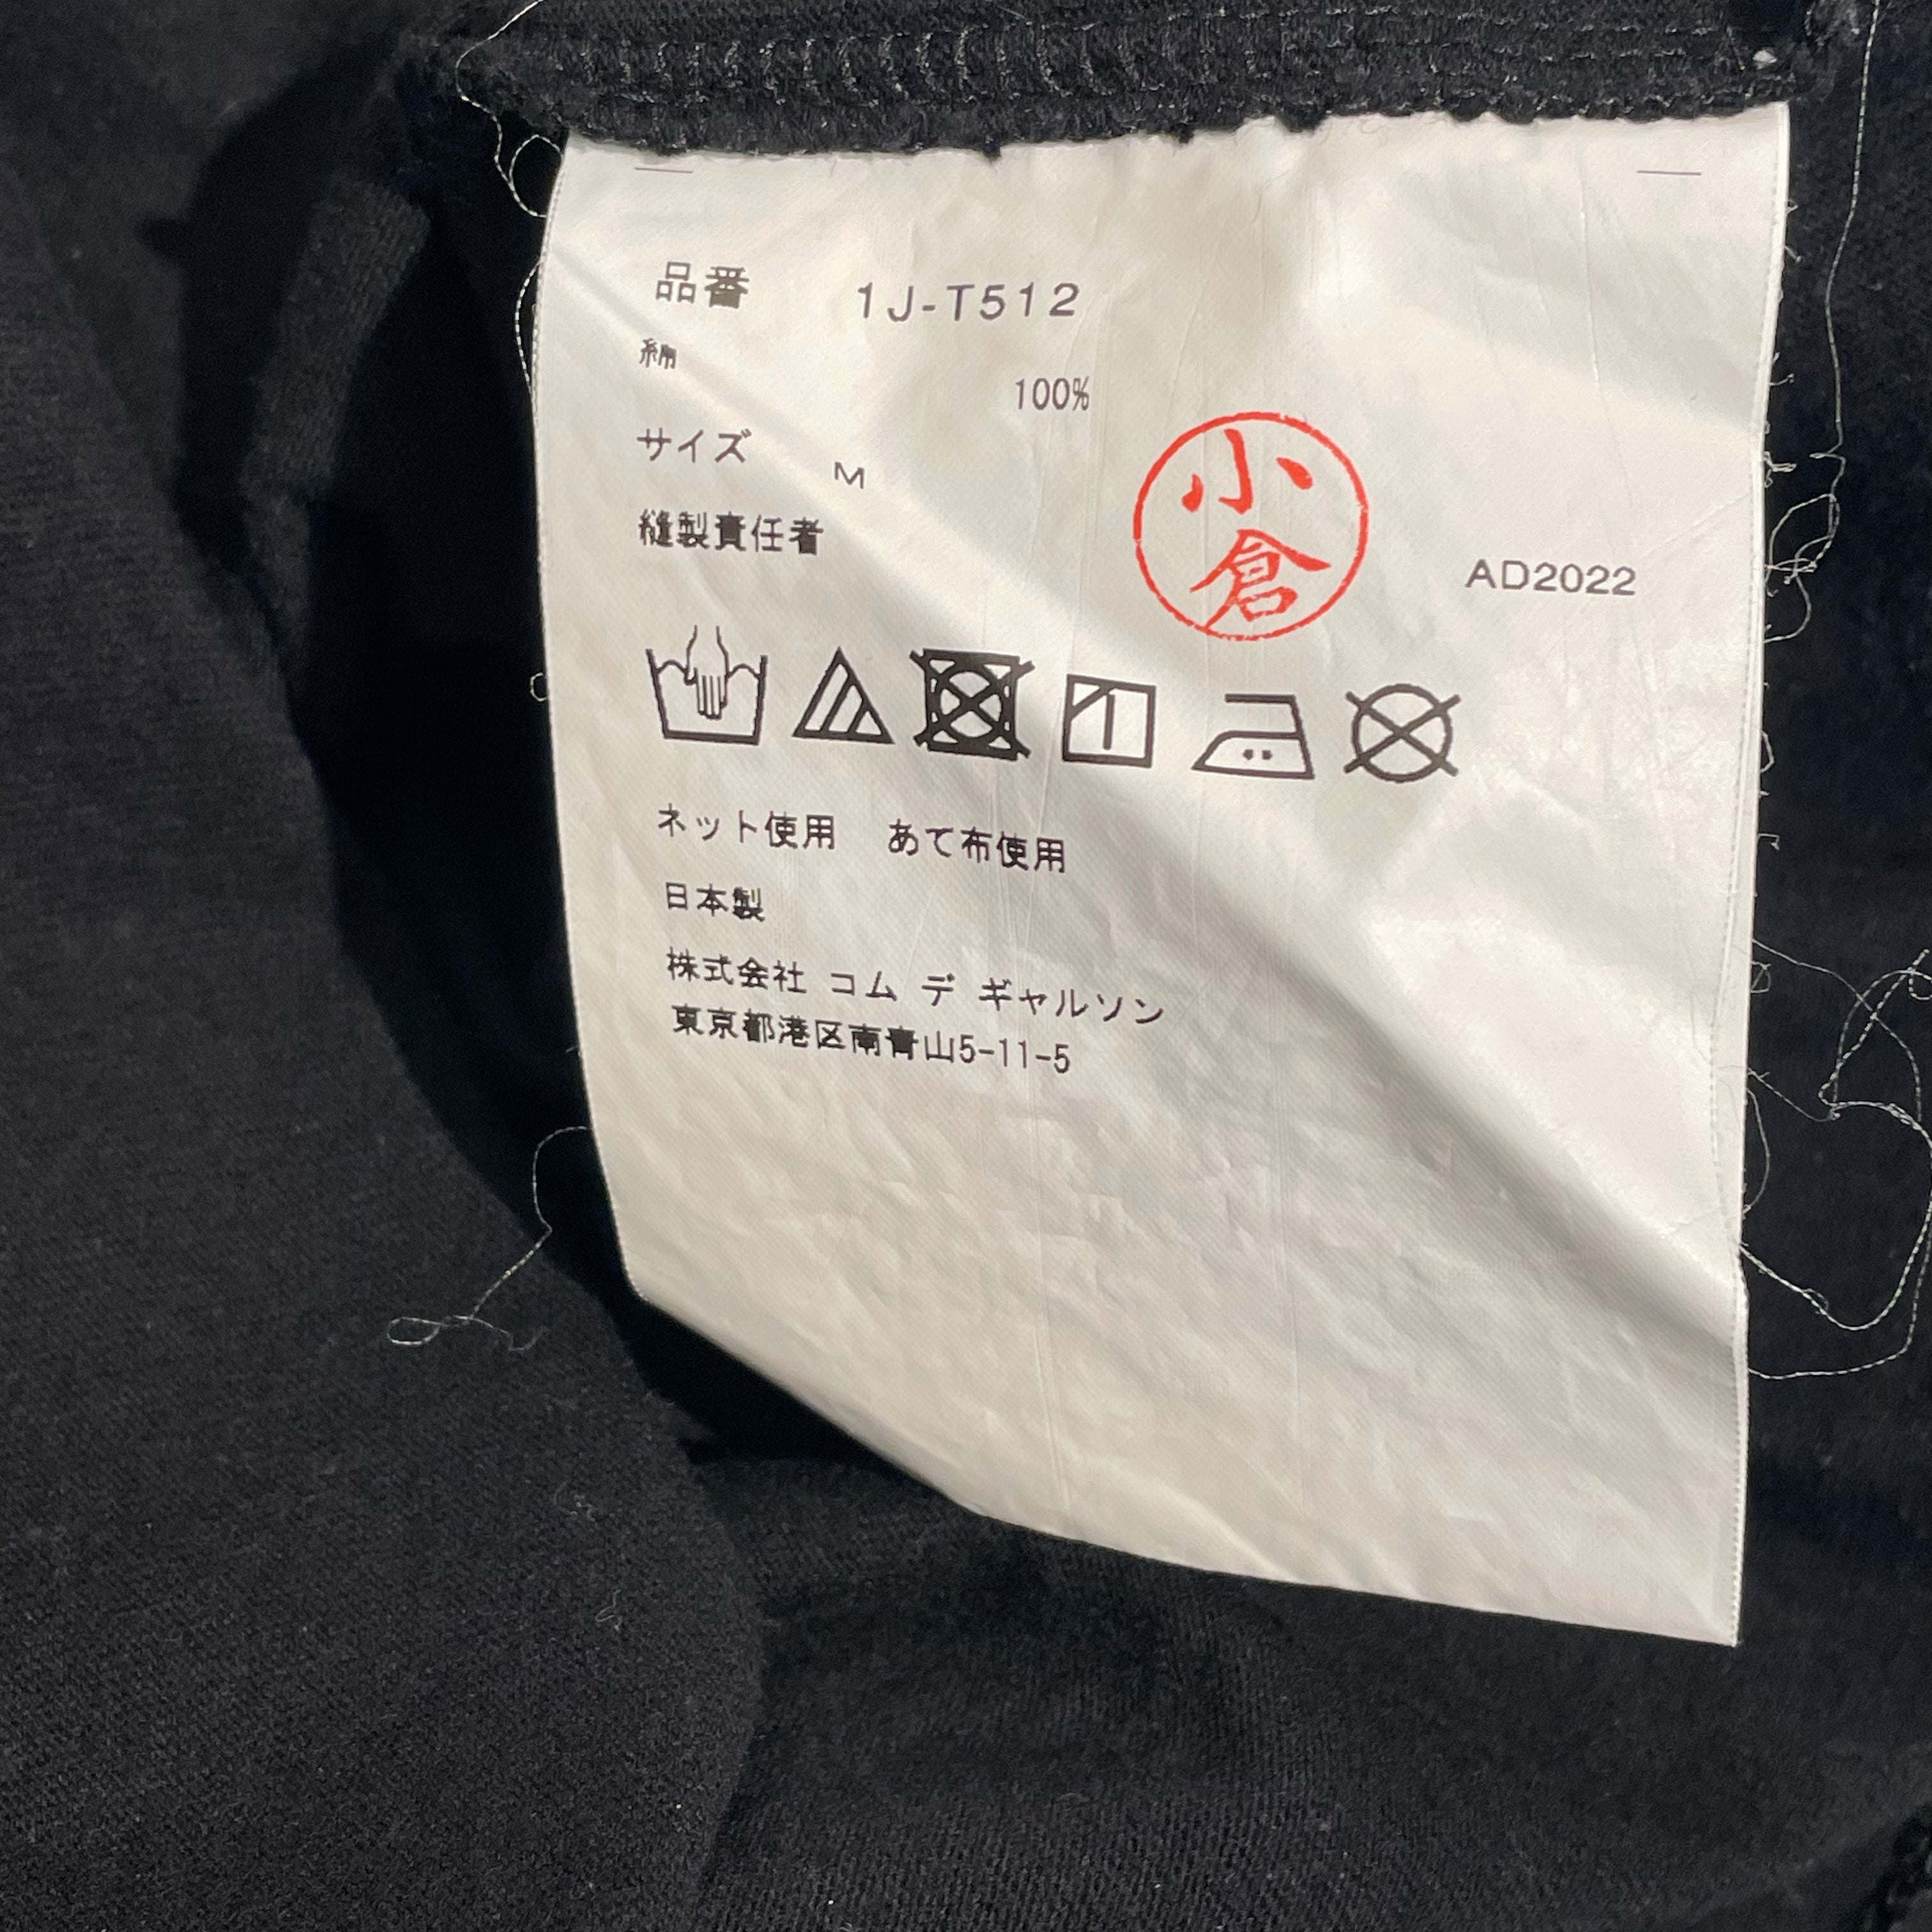 品番 1J-T512
綿 100%
サイズ M
縫製責任者 小倉 AD2022
ネット使用 あて布使用
日本製
株式会社 コム デ ギャルソン
東京都港区南青山5-11-5